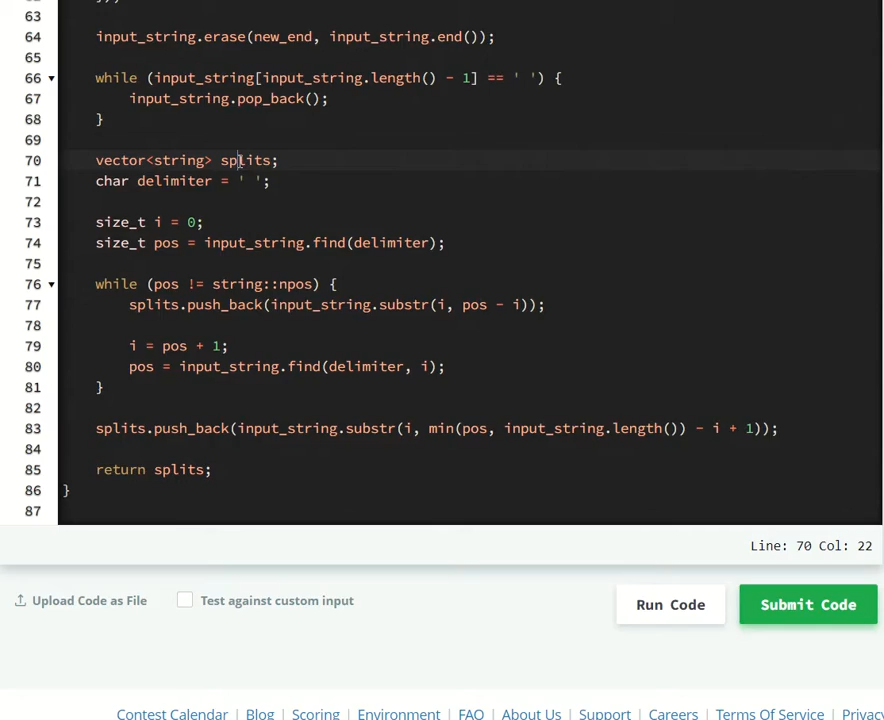 63
64 input_string.erase(new_end, input_string.end());
65
66 while (input_string[input_string.length() - 1] == ' ') {
67 input_string.pop_back();
68 }
69
70 vector<string> splits;
71 char delimiter = ' ';
72
73 size_t i = 0;
74 size_t pos = input_string.find(delimiter);
75
76 while (pos != string::npos) {
77 splits.push_back(input_string.substr(i, pos - i));
78
79 i = pos + 1;
80 pos = input_string.find(delimiter, i);
81 }
82
83 splits.push_back(input_string.substr(i, min(pos, input_string.length()) - i + 1));
84
85 return splits;
86 }
87
Line: 70 Col: 22
Upload Code as File Test against custom input Run Code Submit Code
Contest Calendar | Blog | Scoring | Environment | FAQ | About Us | Support | Careers | Terms Of Service | Privacy